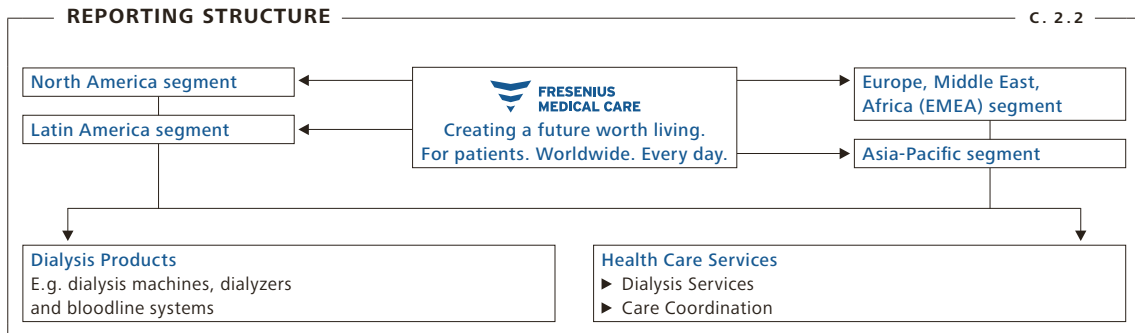 REPORTING STRUCTURE
C. 2.2
North America segment
Latin America segment
FRESENIUS
MEDICAL CARE
Creating a future worth living.
For patients. Worldwide. Every day.
Europe, Middle East,
Africa (EMEA) segment
Asia-Pacific segment
Dialysis Products
E.g. dialysis machines, dialyzers
and bloodline systems
Health Care Services
▶ Dialysis Services
▶ Care Coordination